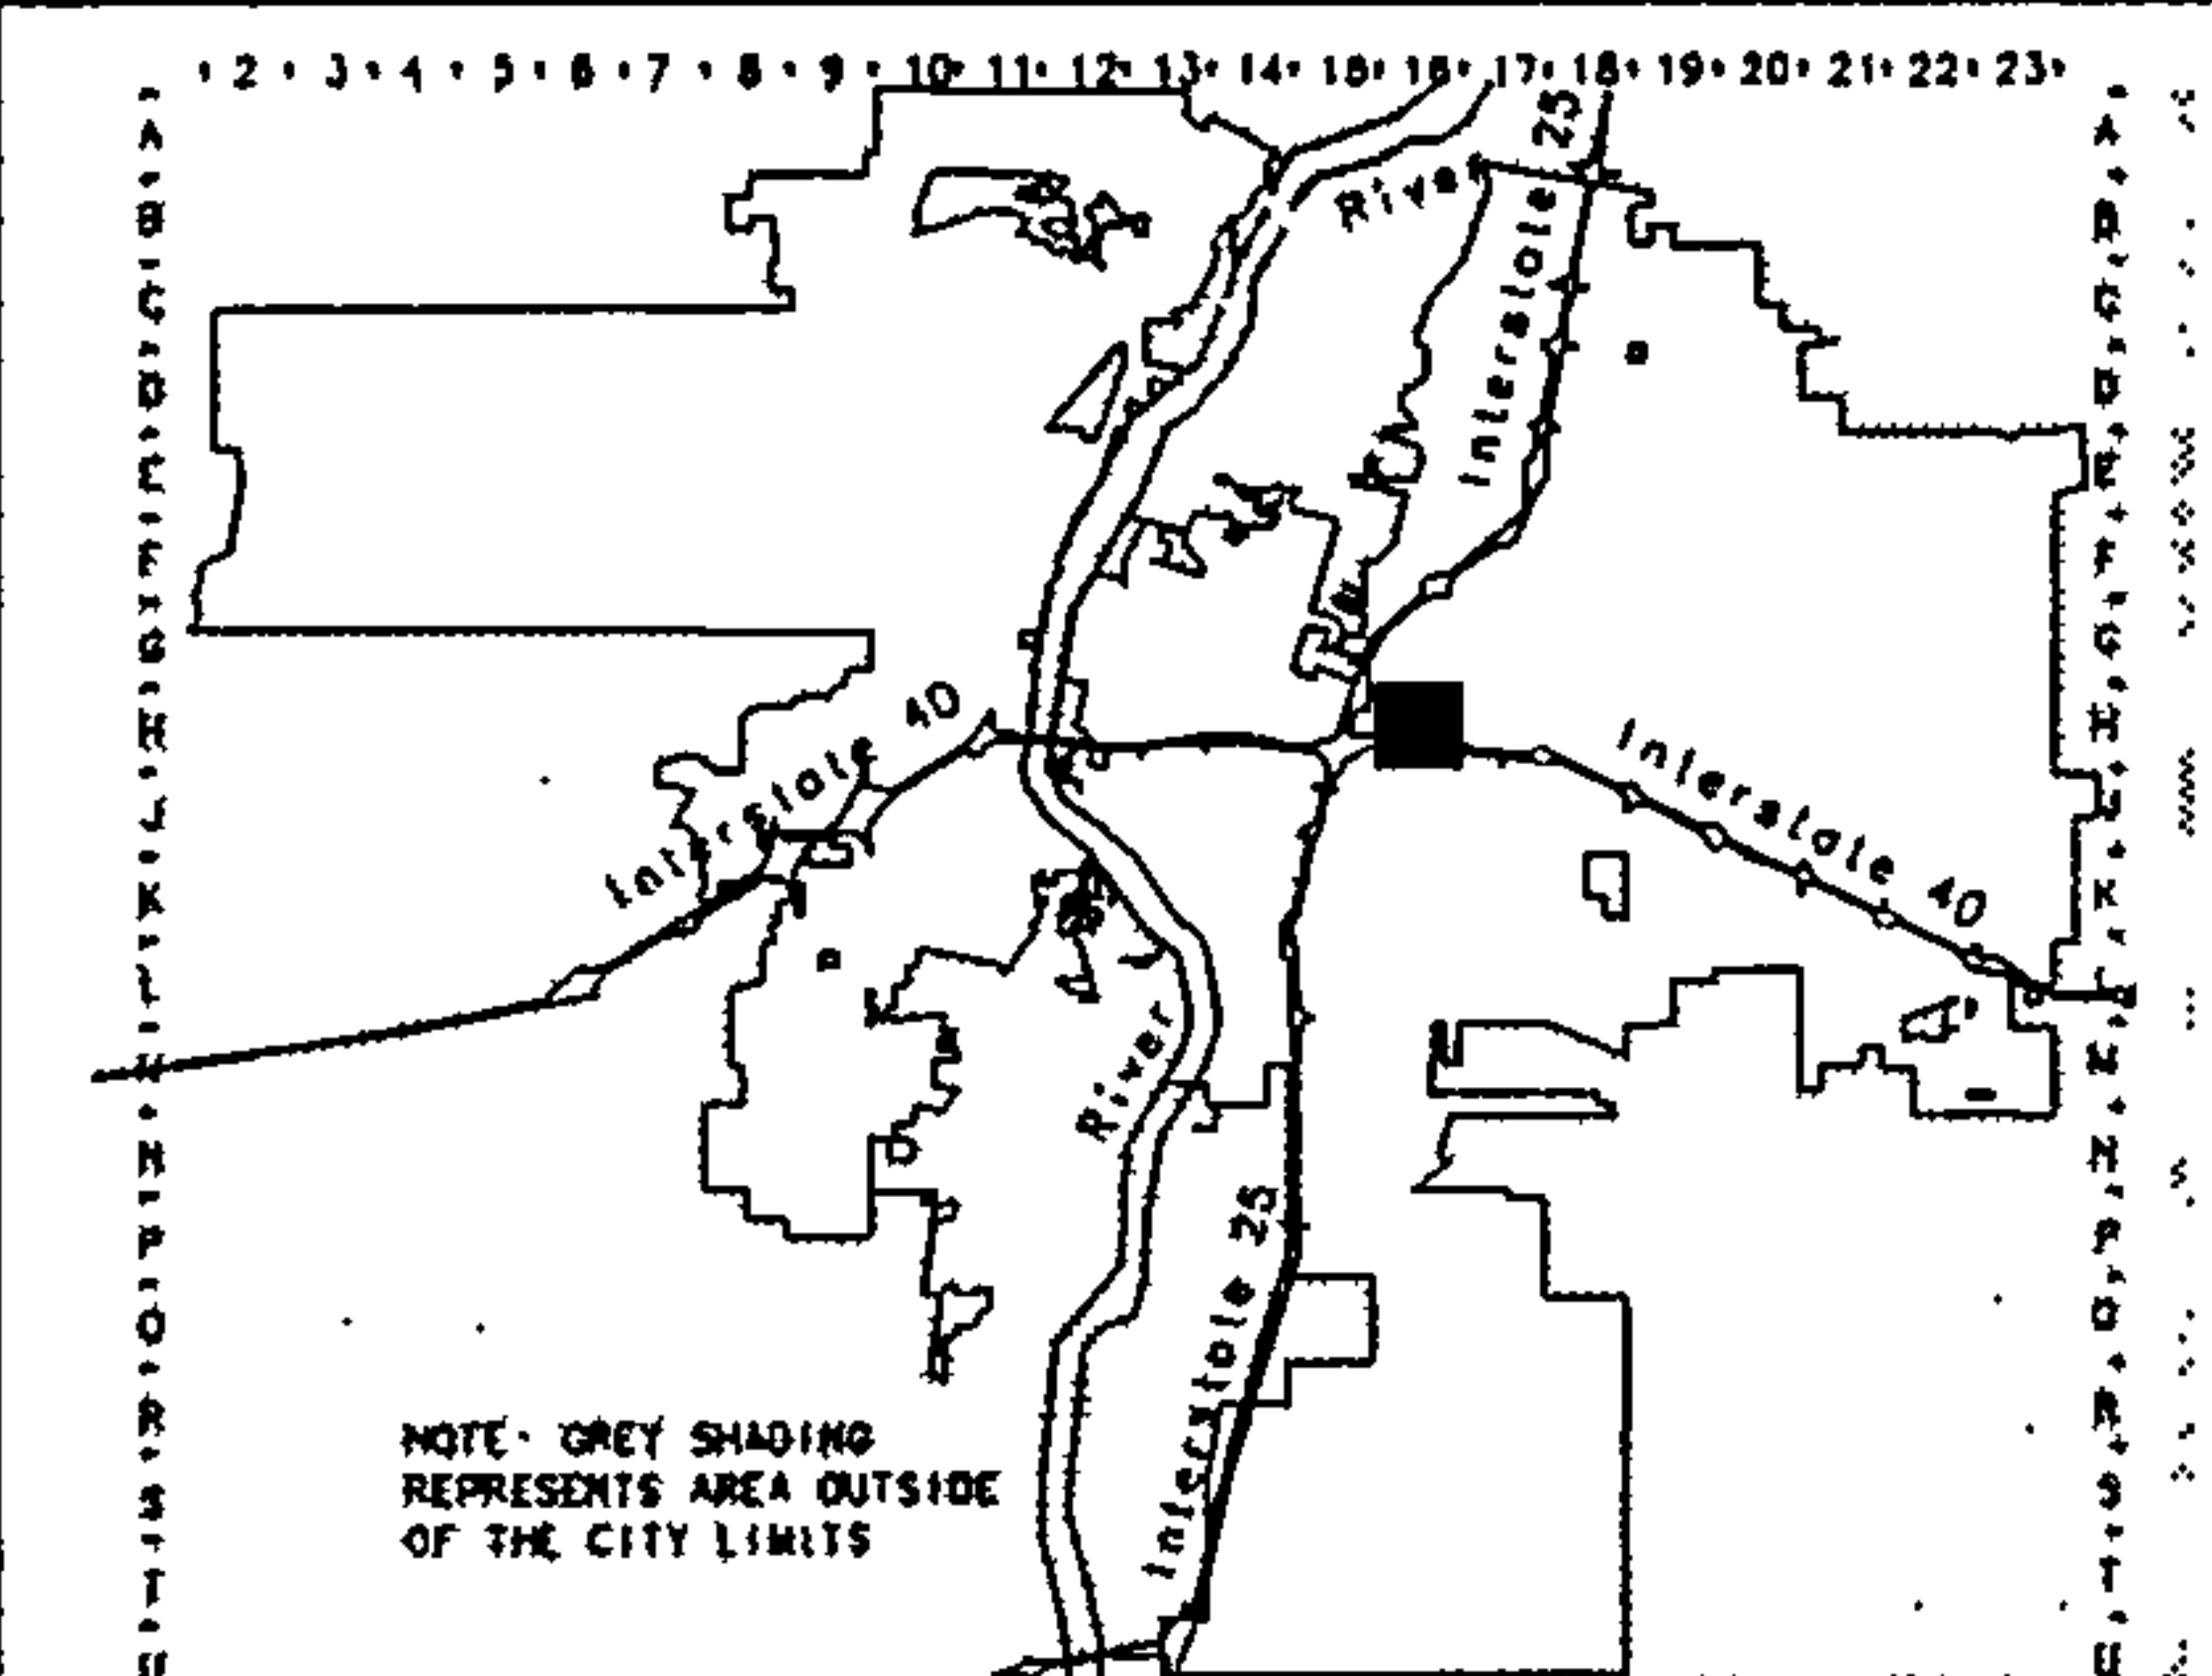 2 3 4 5 6 7 8 9 10 11 12 13 14 15 16 17 18 19 20 21 22 23
A
B
C
D
E
F
G
H
J
K
L
M
N
P
Q
R
S
T
U
River
Interstate 25
Interstate 40
Interstate 40
River
Interstate 25
NOTE: GREY SHADING
REPRESENTS AREA OUTSIDE
OF THE CITY LIMITS
A
B
C
D
E
F
G
H
J
K
L
M
N
P
Q
R
S
T
U